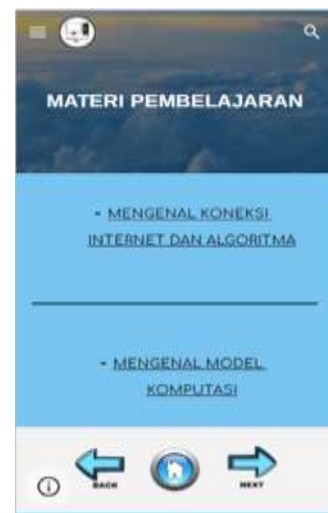 MATERI PEMBELAJARAN
- MENGENAL KONEKSI
INTERNET DAN ALGORITMA
- MENGENAL MODEL
KOMPUTASI
BACK
NEXT